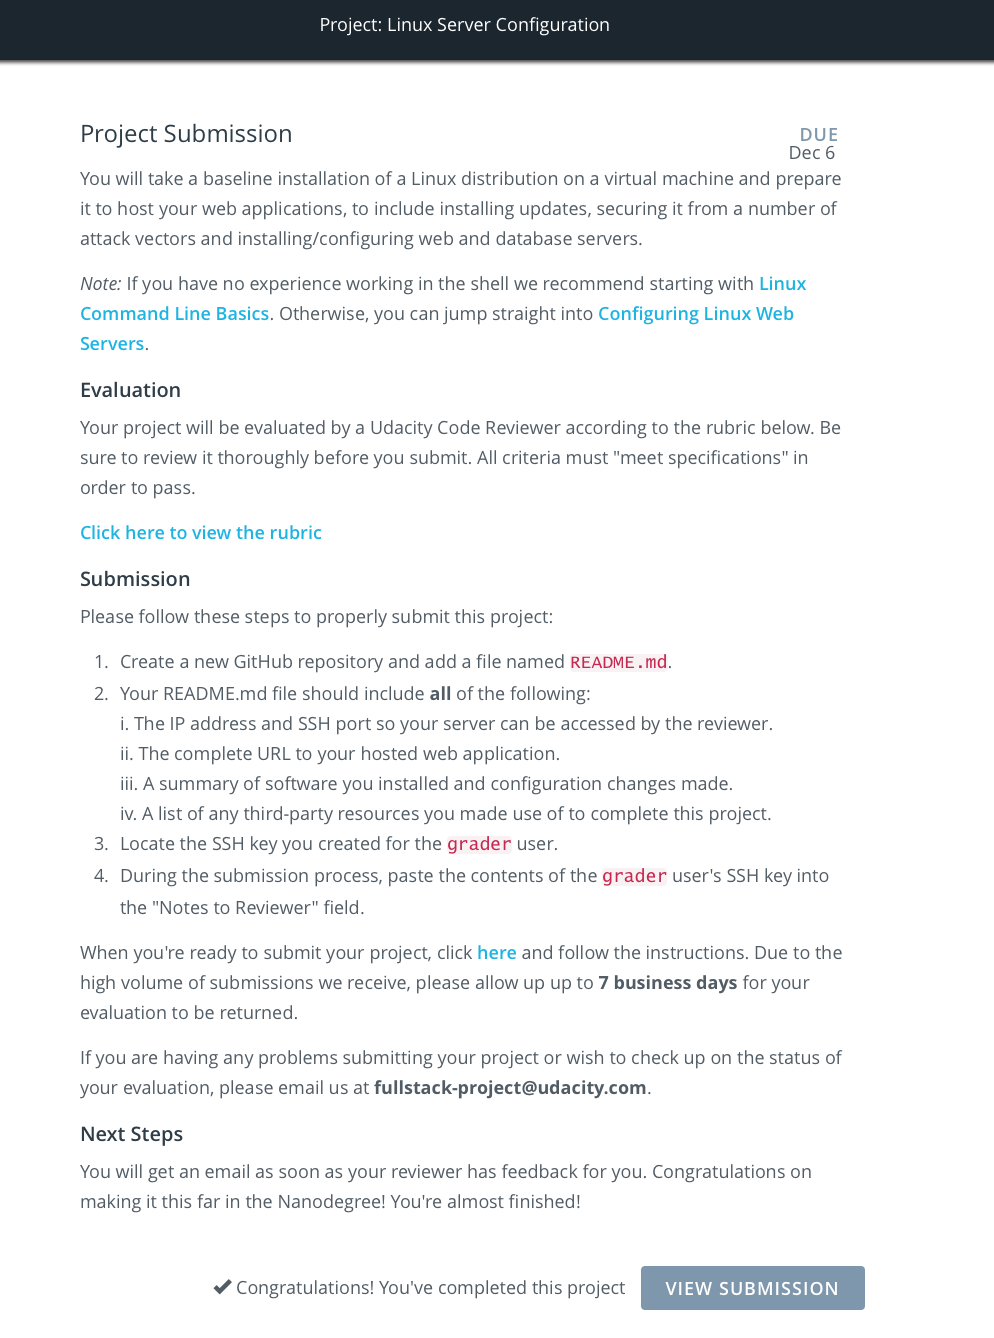 Project: Linux Server Configuration
Project Submission
DUE
Dec 6
You will take a baseline installation of a Linux distribution on a virtual machine and prepare
it to host your web applications, to include installing updates, securing it from a number of
attack vectors and installing/configuring web and database servers.
Note: If you have no experience working in the shell we recommend starting with Linux
Command Line Basics. Otherwise, you can jump straight into Configuring Linux Web
Servers.
Evaluation
Your project will be evaluated by a Udacity Code Reviewer according to the rubric below. Be
sure to review it thoroughly before you submit. All criteria must "meet specifications" in
order to pass.
Click here to view the rubric
Submission
Please follow these steps to properly submit this project:
1. Create a new GitHub repository and add a file named README.md.
2. Your README.md file should include all of the following:
i. The IP address and SSH port so your server can be accessed by the reviewer.
ii. The complete URL to your hosted web application.
iii. A summary of software you installed and configuration changes made.
iv. A list of any third-party resources you made use of to complete this project.
3. Locate the SSH key you created for the grader user.
4. During the submission process, paste the contents of the grader user's SSH key into
the "Notes to Reviewer" field.
When you're ready to submit your project, click here and follow the instructions. Due to the
high volume of submissions we receive, please allow up up to 7 business days for your
evaluation to be returned.
If you are having any problems submitting your project or wish to check up on the status of
your evaluation, please email us at fullstack-project@udacity.com.
Next Steps
You will get an email as soon as your reviewer has feedback for you. Congratulations on
making it this far in the Nanodegree! You're almost finished!
✔ Congratulations! You've completed this project
VIEW SUBMISSION